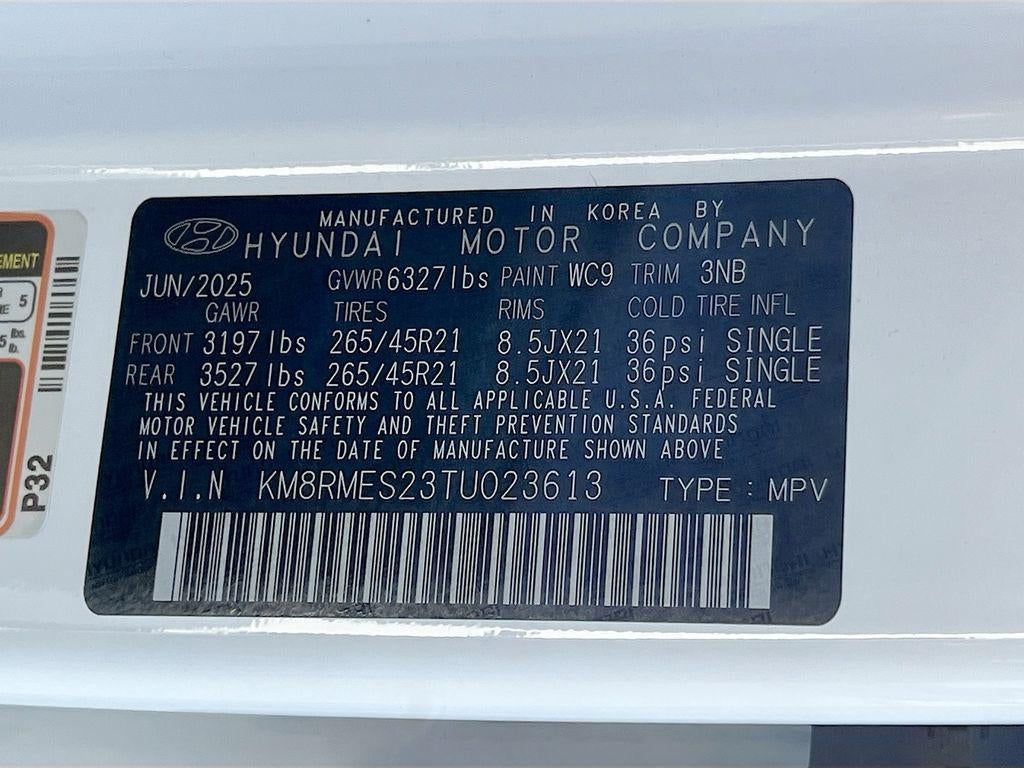 MANUFACTURED IN KOREA BY
HYUNDAI MOTOR COMPANY
JUN/2025 GVWR 6327lbs PAINT WC9 TRIM 3NB
GAWR TIRES RIMS COLD TIRE INFL
FRONT 3197lbs 265/45R21 8.5JX21 36psi SINGLE
REAR 3527lbs 265/45R21 8.5JX21 36psi SINGLE
THIS VEHICLE CONFORMS TO ALL APPLICABLE U.S.A. FEDERAL
MOTOR VEHICLE SAFETY AND THEFT PREVENTION STANDARDS
IN EFFECT ON THE DATE OF MANUFACTURE SHOWN ABOVE
V.I.N KM8RMES23TU023613 TYPE : MPV
5
lbs.
P32